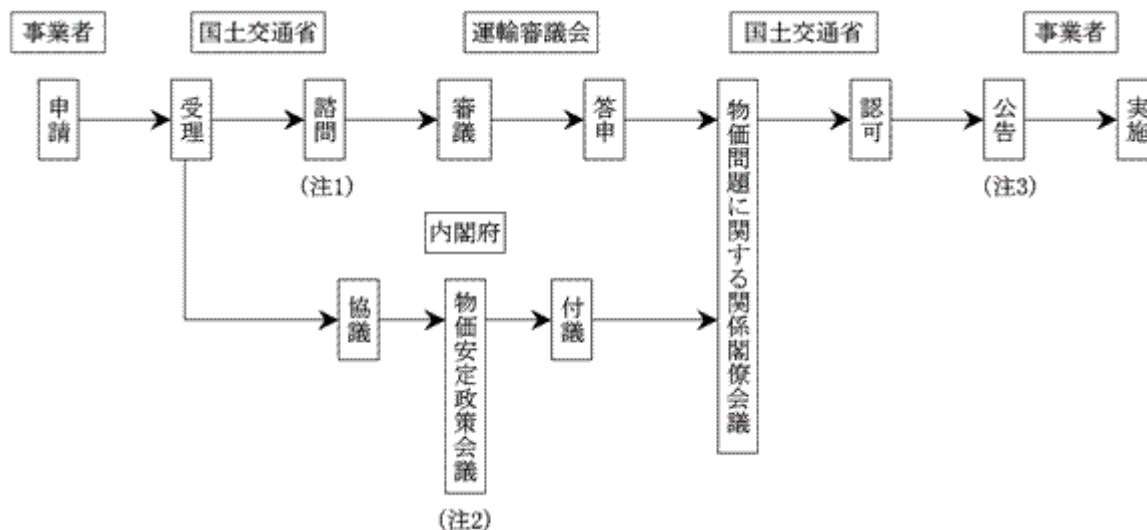 事業者
国土交通省
運輸審議会
国土交通省
事業者
申請
受理
諮問
審議
答申
物価問題に関する関係閣僚会議
認可
公告
実施
(注1)
(注3)
内閣府
協議
物価安定政策会議
付議
(注2)